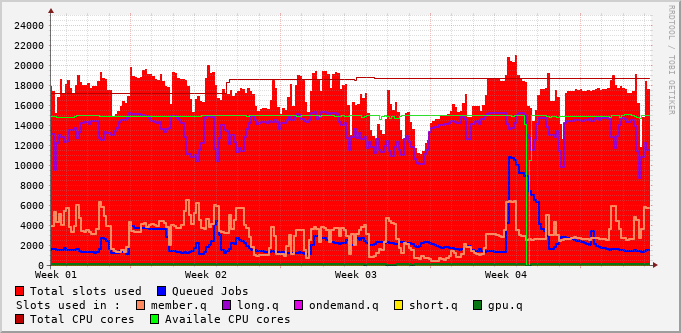 24000
22000
20000
18000
16000
14000
12000
10000
8000
6000
4000
2000
0
Week 01 Week 02 Week 03 Week 04
RRDTOOL / TOBI OETIKER
Total slots used Queued Jobs
Slots used in : member.q long.q ondemand.q short.q gpu.q
Total CPU cores Availale CPU cores